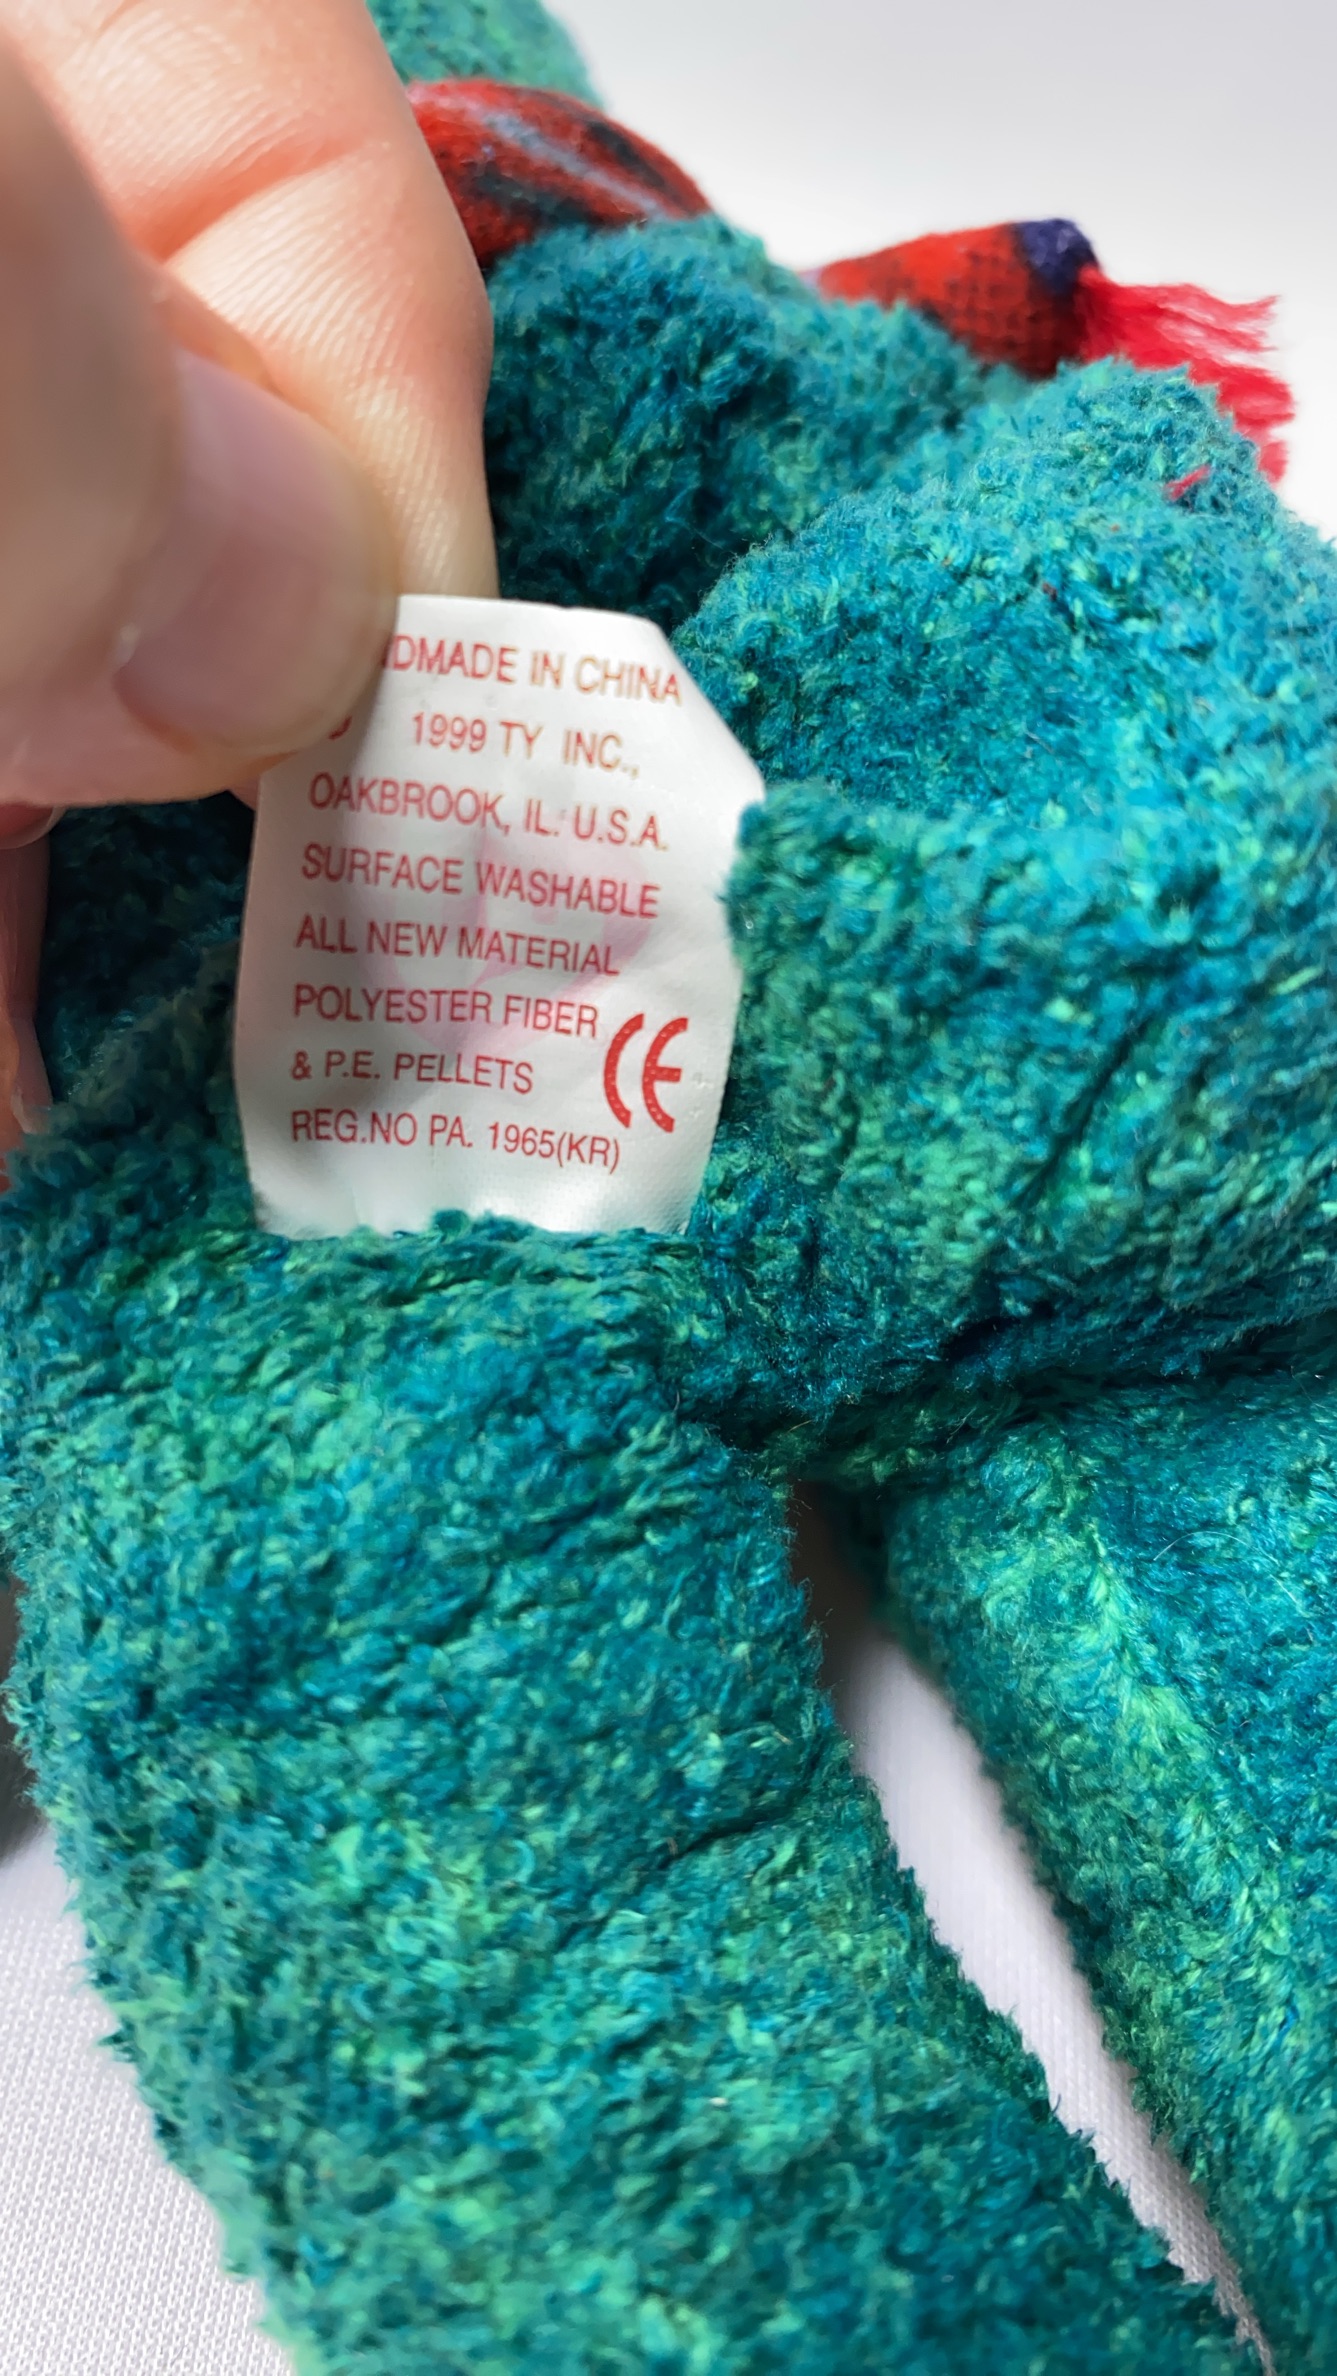 DMADE IN CHINA
1999 TY INC.,
OAKBROOK, IL. U.S.A.
SURFACE WASHABLE
ALL NEW MATERIAL
POLYESTER FIBER
& P.E. PELLETS
CE
REG.NO PA. 1965(KR)